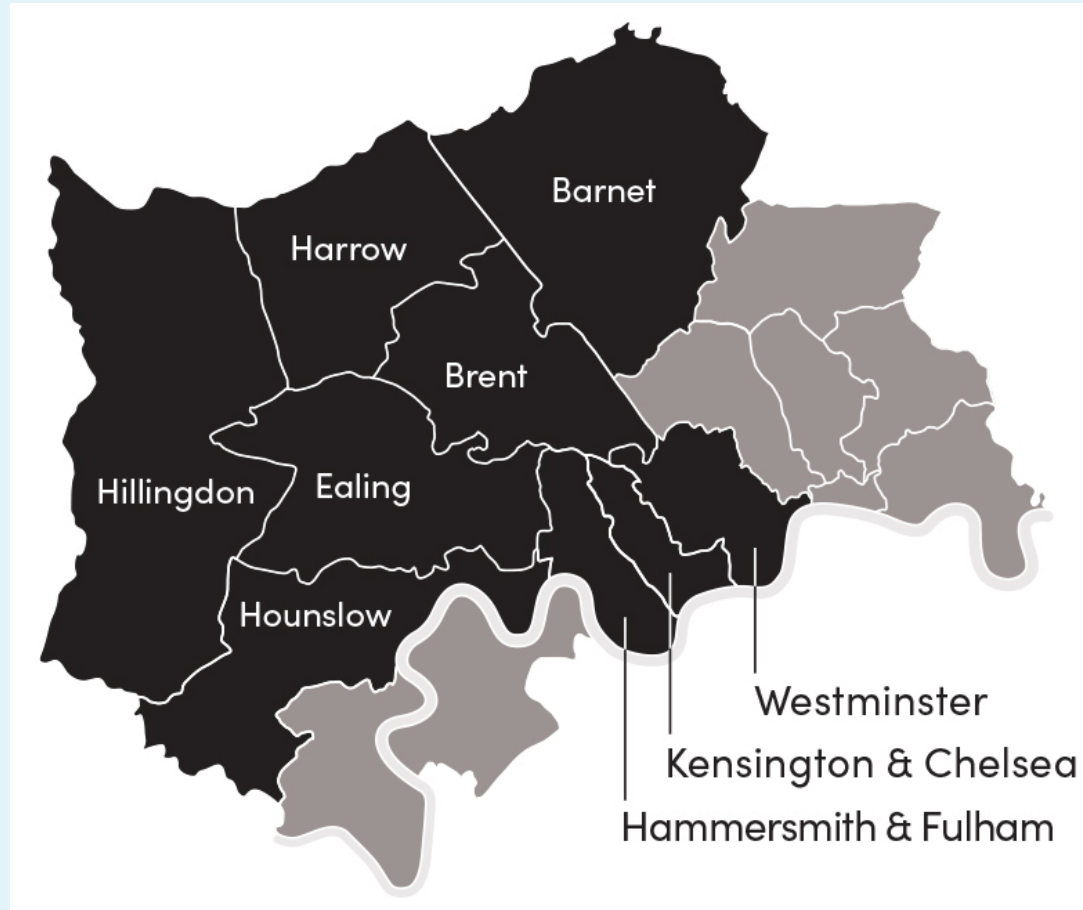 Barnet
Harrow
Brent
Hillingdon
Ealing
Hounslow
Westminster
Kensington & Chelsea
Hammersmith & Fulham